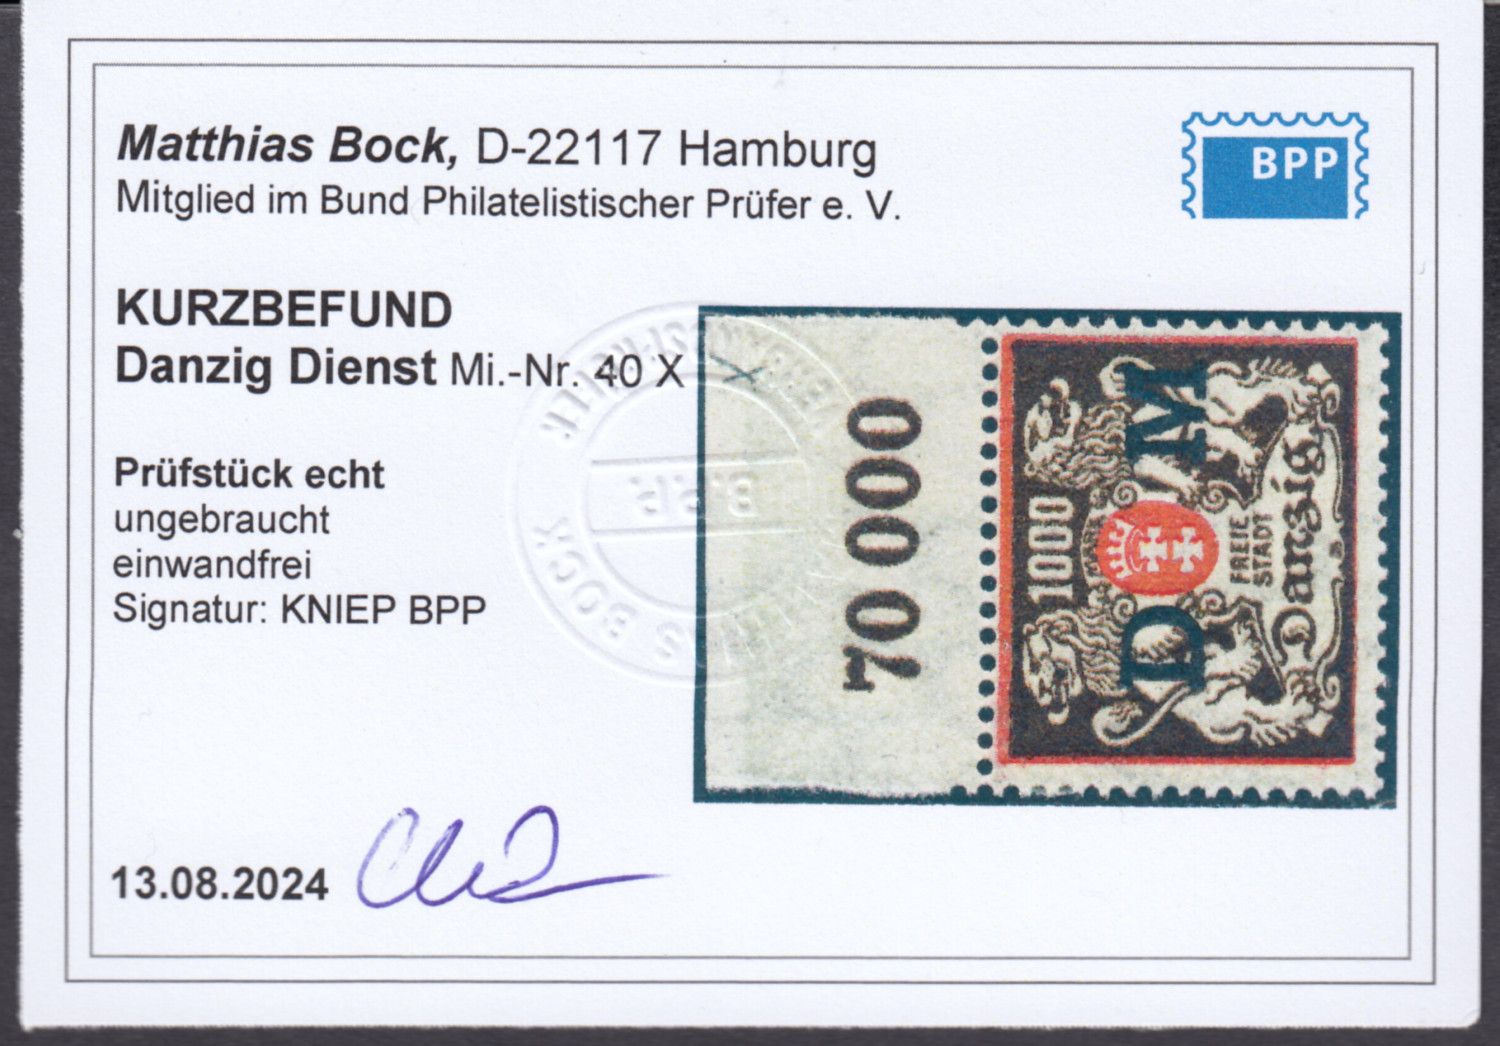 Matthias Bock, D-22117 Hamburg
Mitglied im Bund Philatelistischer Prüfer e. V.
BPP
KURZBEFUND
Danzig Dienst Mi.-Nr. 40 X
Prüfstück echt
ungebraucht
einwandfrei
Signatur: KNIEP BPP
13.08.2024
70 000
D M
1000
FREIE
STADT
Danzig
B.P.P.
BOCK